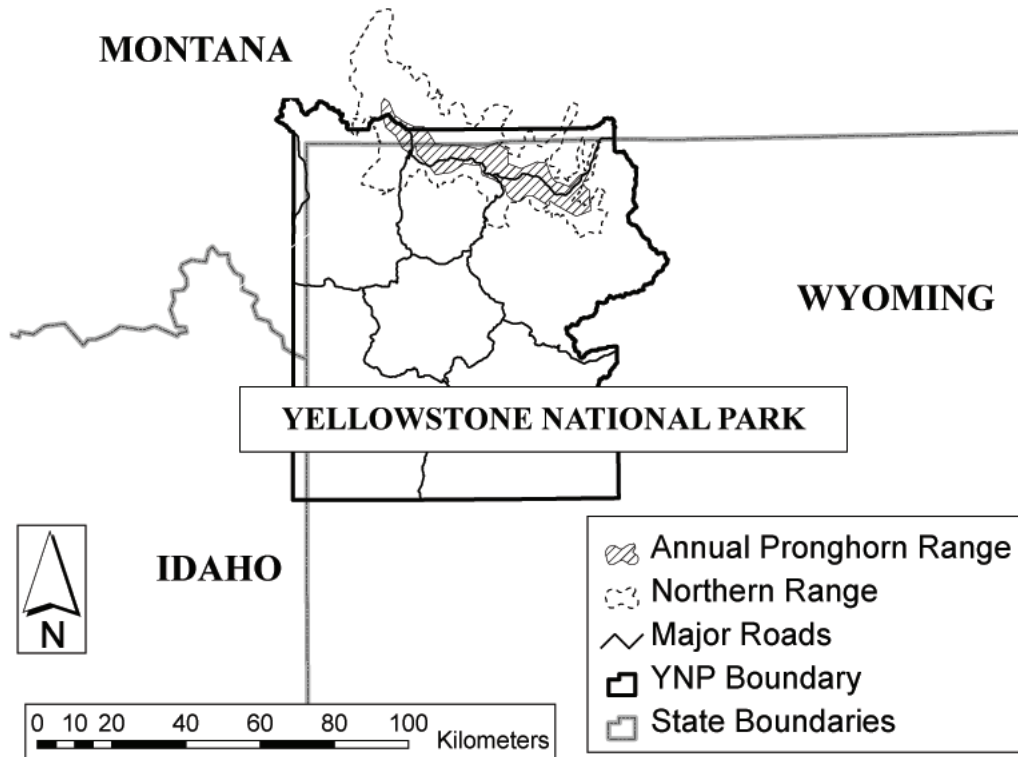 MONTANA
WYOMING
YELLOWSTONE NATIONAL PARK
IDAHO
N
Annual Pronghorn Range
Northern Range
Major Roads
YNP Boundary
State Boundaries
0 10 20 40 60 80 100
Kilometers